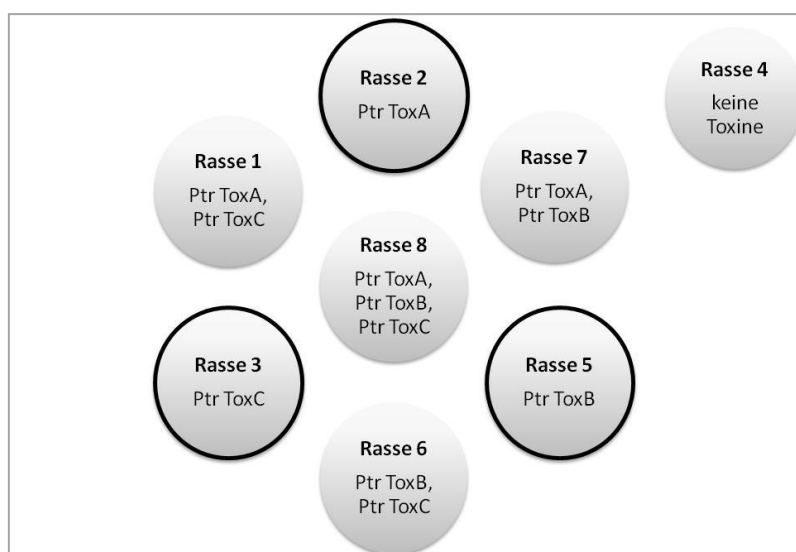 Rasse 2
Ptr ToxA
Rasse 4
keine
Toxine
Rasse 1
Ptr ToxA,
Ptr ToxC
Rasse 7
Ptr ToxA,
Ptr ToxB
Rasse 8
Ptr ToxA,
Ptr ToxB,
Ptr ToxC
Rasse 3
Ptr ToxC
Rasse 5
Ptr ToxB
Rasse 6
Ptr ToxB,
Ptr ToxC